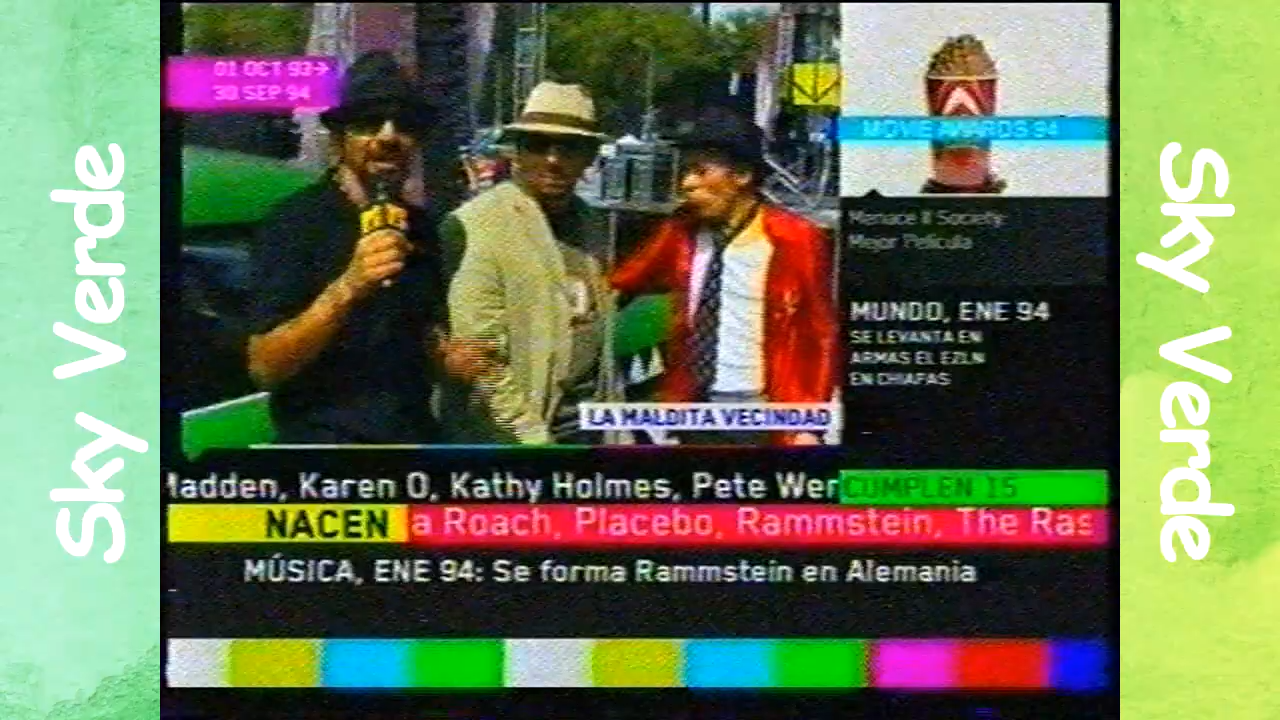 Sky Verde
01 OCT 93→
30 SEP 94
MOVIE AWARDS 94
Menace II Society
Mejor Película
MUNDO, ENE 94
SE LEVANTA EN
ARMAS EL EZLN
EN CHIAPAS
LA MALDITA VECINDAD
Madden, Karen O, Kathy Holmes, Pete Wer
CUMPLEN 15
NACEN
a Roach, Placebo, Rammstein, The Ras
MÚSICA, ENE 94: Se forma Rammstein en Alemania
Sky Verde